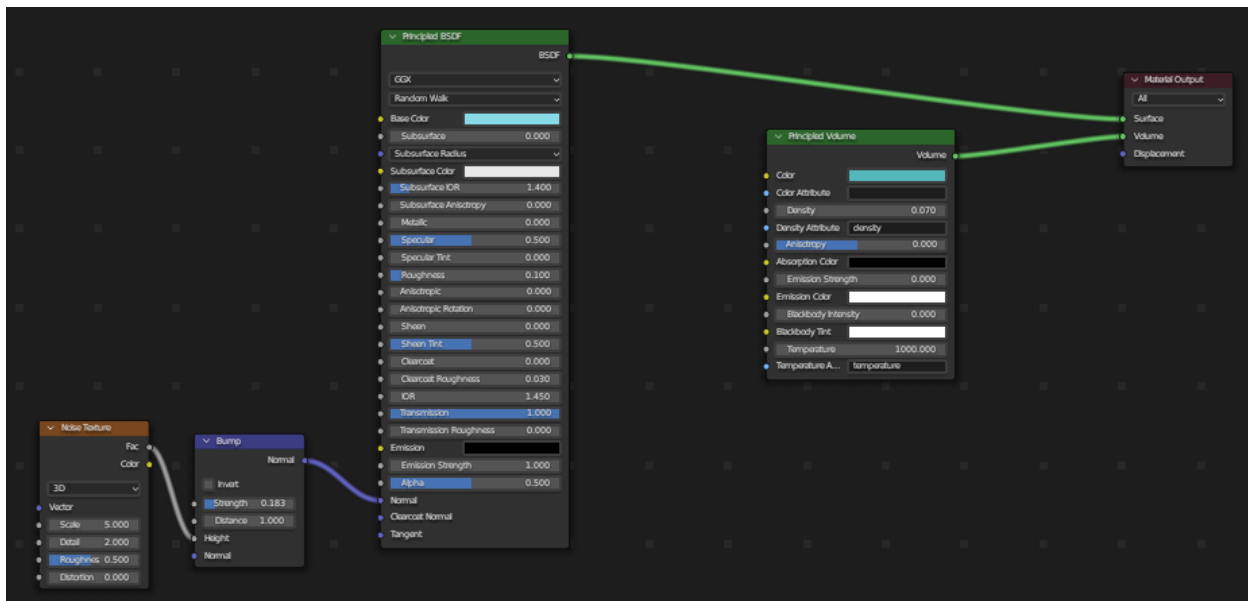 Principled BSDF
BSDF
GGX
Random Walk
Base Color
Subsurface 0.000
Subsurface Radius
Subsurface Color
Subsurface IOR 1.400
Subsurface Anisotropy 0.000
Metallic 0.000
Specular 0.500
Specular Tint 0.000
Roughness 0.100
Anisotropic 0.000
Anisotropic Rotation 0.000
Sheen 0.000
Sheen Tint 0.500
Clearcoat 0.000
Clearcoat Roughness 0.030
IOR 1.450
Transmission 1.000
Transmission Roughness 0.000
Emission
Emission Strength 1.000
Alpha 0.500
Normal
Clearcoat Normal
Tangent
Material Output
All
Surface
Volume
Displacement
Principled Volume
Volume
Color
Color Attribute
Density 0.070
Density Attribute density
Anisotropy 0.000
Absorption Color
Emission Strength 0.000
Emission Color
Blackbody Intensity 0.000
Blackbody Tint
Temperature 1000.000
Temperature A... temperature
Noise Texture
Fac
Color
3D
Vector
Scale 5.000
Detail 2.000
Roughnes 0.500
Distortion 0.000
Bump
Normal
Invert
Strength 0.183
Distance 1.000
Height
Normal